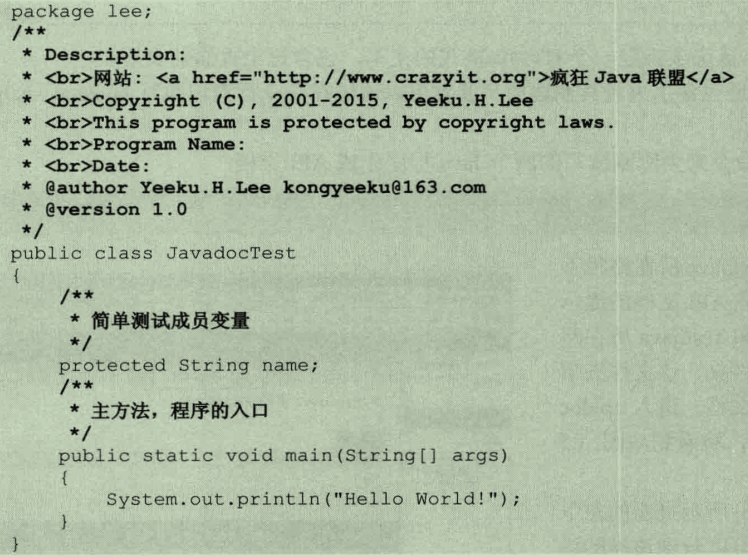 package lee;
/**
 * Description:
 * <br>网站: <a href="http://www.crazyit.org">疯狂 Java 联盟</a>
 * <br>Copyright (C), 2001-2015, Yeeku.H.Lee
 * <br>This program is protected by copyright laws.
 * <br>Program Name:
 * <br>Date:
 * @author Yeeku.H.Lee kongyeeku@163.com
 * @version 1.0
 */
public class JavadocTest
{
    /**
     * 简单测试成员变量
     */
    protected String name;
    /**
     * 主方法，程序的入口
     */
    public static void main(String[] args)
    {
        System.out.println("Hello World!");
    }
}